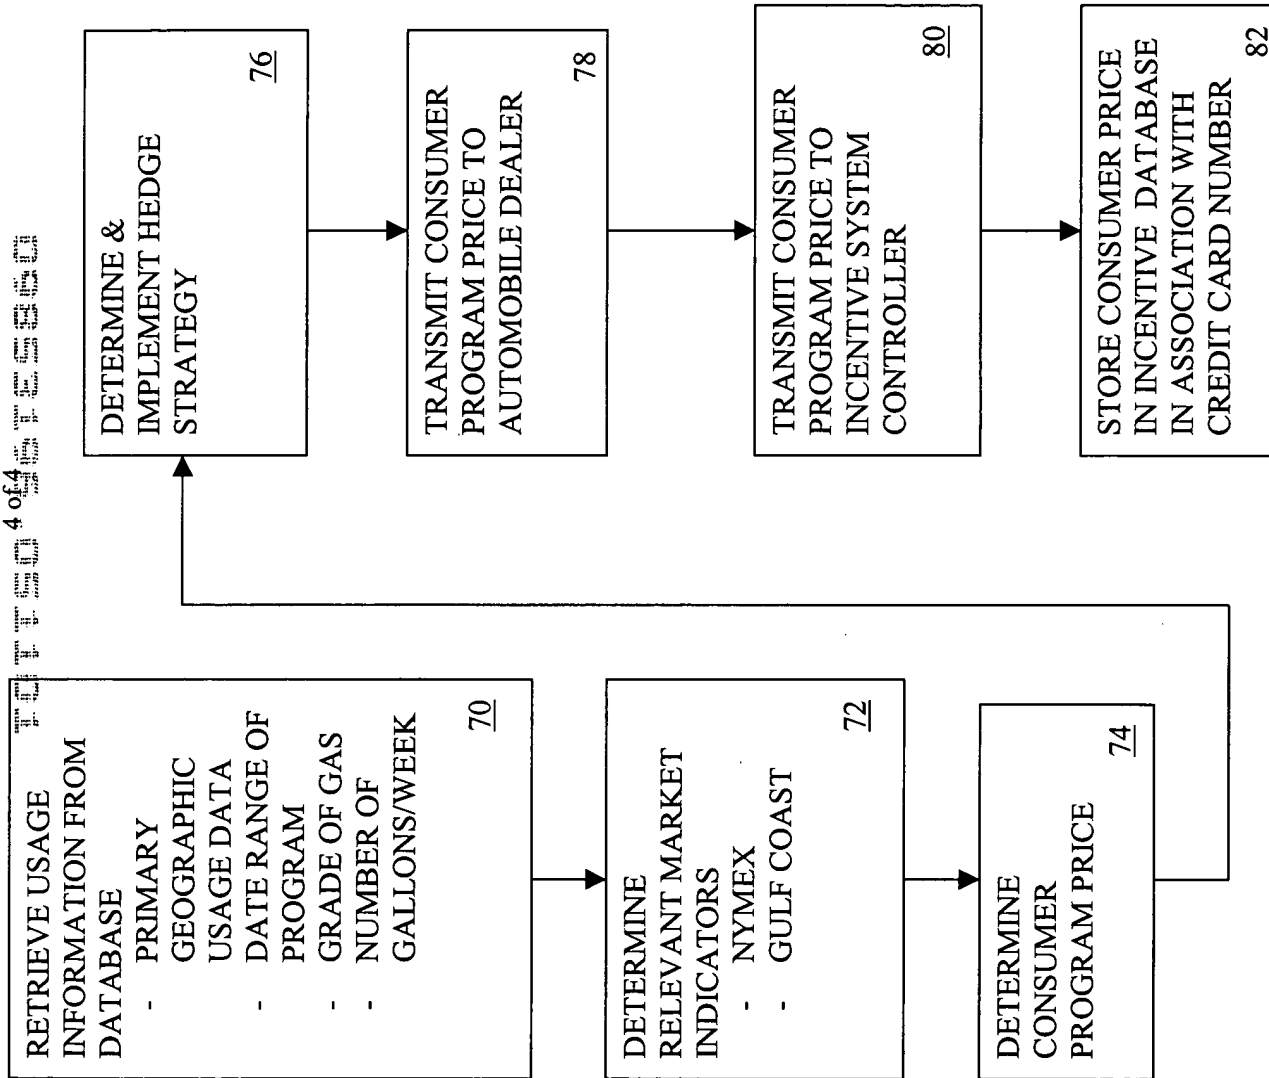 4 of 4
RETRIEVE USAGE
INFORMATION FROM
DATABASE
- PRIMARY
GEOGRAPHIC
USAGE DATA
- DATE RANGE OF
PROGRAM
- GRADE OF GAS
- NUMBER OF
GALLONS/WEEK
70
DETERMINE
RELEVANT MARKET
INDICATORS
- NYMEX
- GULF COAST
72
DETERMINE
CONSUMER
PROGRAM PRICE
74
DETERMINE &
IMPLEMENT HEDGE
STRATEGY
76
TRANSMIT CONSUMER
PROGRAM PRICE TO
AUTOMOBILE DEALER
78
TRANSMIT CONSUMER
PROGRAM PRICE TO
INCENTIVE SYSTEM
CONTROLLER
80
STORE CONSUMER PRICE
IN INCENTIVE DATABASE
IN ASSOCIATION WITH
CREDIT CARD NUMBER
82